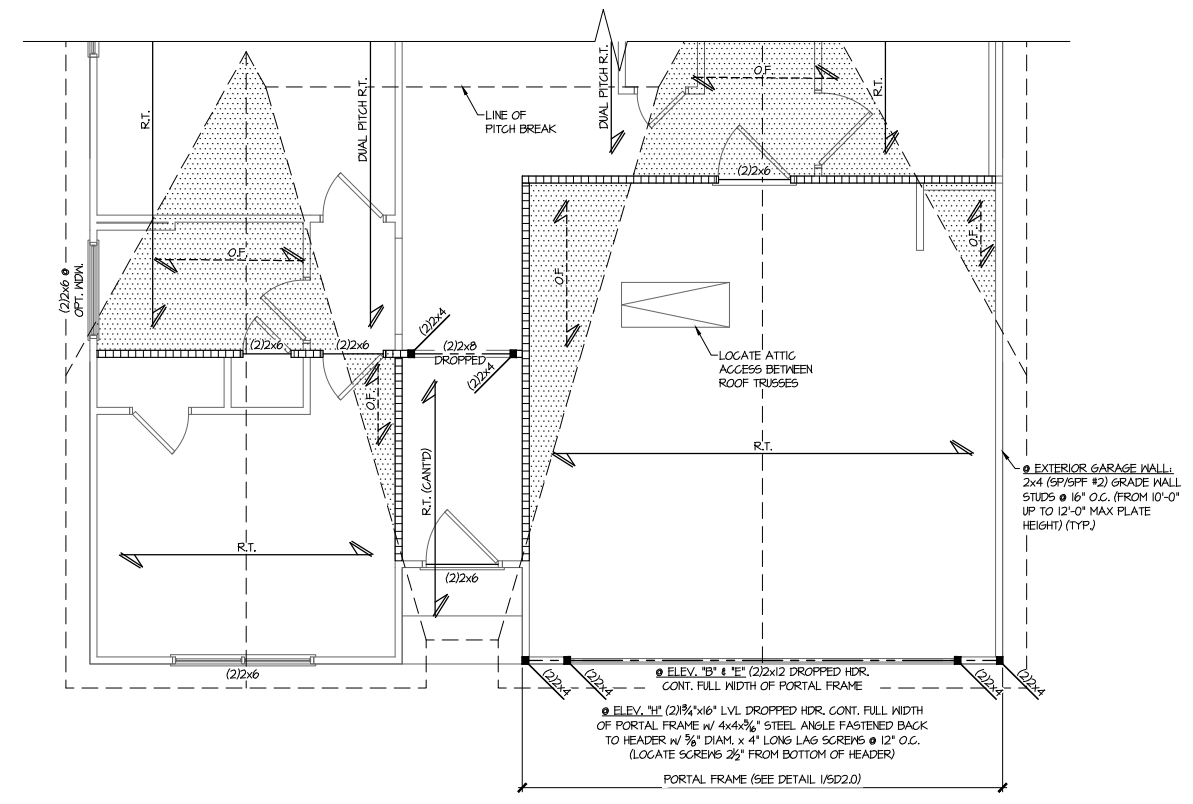 O.F.
R.T.
DUAL PITCH R.T.
DUAL PITCH R.T.
R.T.
LINE OF
PITCH BREAK
(2)2x6
O.F.
(2)2x6 @
OPT. WDW.
O.F.
O.F.
(2)2x4
(2)2x6
(2)2x6
(2)2x8
DROPPED
(2)2x4
LOCATE ATTIC
ACCESS BETWEEN
ROOF TRUSSES
O.F.
R.T. (CANT'D)
R.T.
@ EXTERIOR GARAGE WALL:
2x4 (SP/SPF #2) GRADE WALL
STUDS @ 16" O.C. (FROM 10'-0"
UP TO 12'-0" MAX PLATE
HEIGHT) (TYP.)
R.T.
(2)2x6
(2)2x6
@ ELEV. "B" & "E" (2)2x12 DROPPED HDR.
CONT. FULL WIDTH OF PORTAL FRAME
(2)2x4
(2)2x4
(2)2x4
(2)2x4
@ ELEV. "H" (2)1¾"x16" LVL DROPPED HDR. CONT. FULL WIDTH
OF PORTAL FRAME w/ 4x4x5/16" STEEL ANGLE FASTENED BACK
TO HEADER w/ ⅝" DIAM. x 4" LONG LAG SCREWS @ 12" O.C.
(LOCATE SCREWS 2½" FROM BOTTOM OF HEADER)
PORTAL FRAME (SEE DETAIL 1/SD2.0)